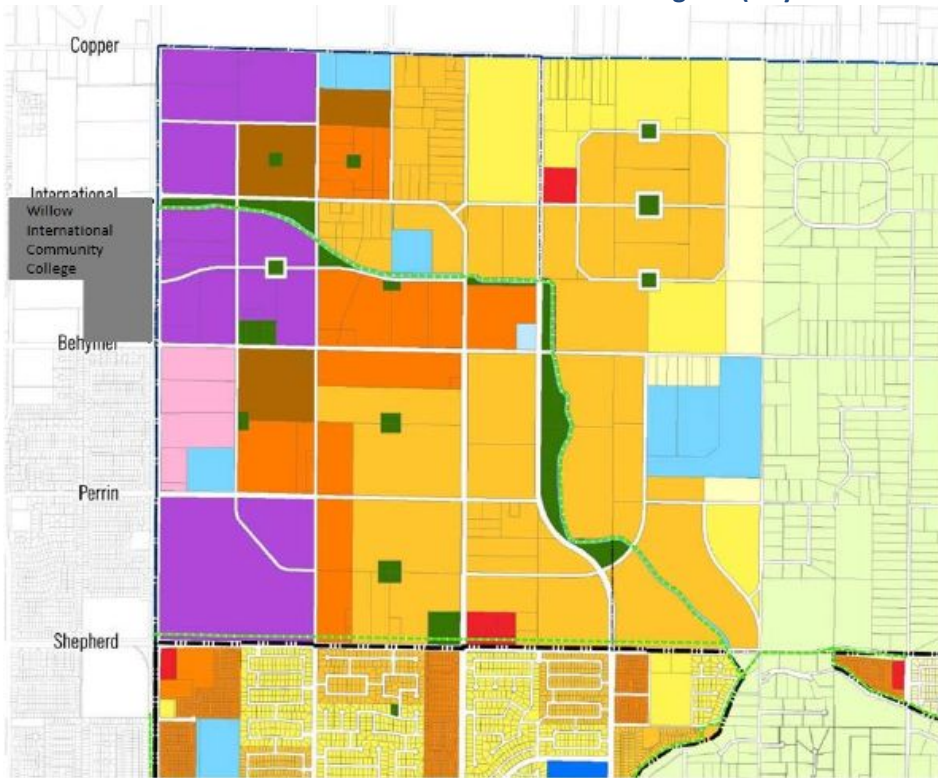 Copper
International
Willow
International
Community
College
Behymer
Perrin
Shepherd